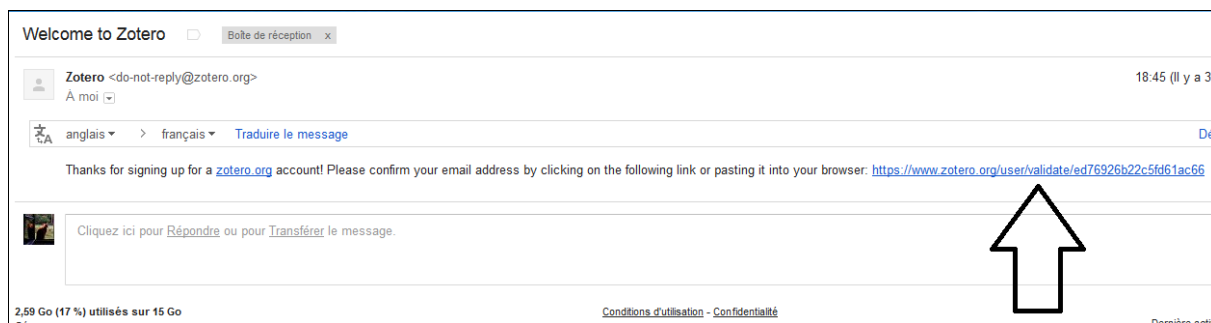 Welcome to Zotero Boîte de réception x
Zotero <do-not-reply@zotero.org> 18:45 (Il y a 3
À moi
anglais > français Traduire le message Dé
Thanks for signing up for a zotero.org account! Please confirm your email address by clicking on the following link or pasting it into your browser: https://www.zotero.org/user/validate/ed76926b22c5fd61ac66
Cliquez ici pour Répondre ou pour Transférer le message.
2,59 Go (17 %) utilisés sur 15 Go Conditions d'utilisation - Confidentialité